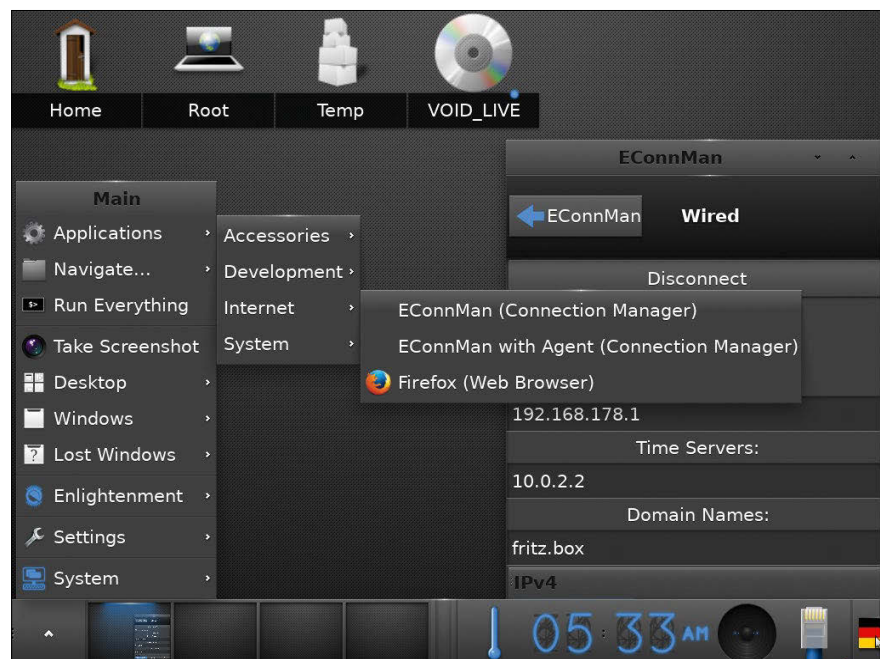 Home
Root
Temp
VOID_LIVE
EConnMan
EConnMan
Wired
Disconnect
192.168.178.1
Time Servers:
10.0.2.2
Domain Names:
fritz.box
IPv4
Main
Applications
Navigate...
Run Everything
Take Screenshot
Desktop
Windows
Lost Windows
Enlightenment
Settings
System
Accessories
Development
Internet
System
EConnMan (Connection Manager)
EConnMan with Agent (Connection Manager)
Firefox (Web Browser)
05:33 AM